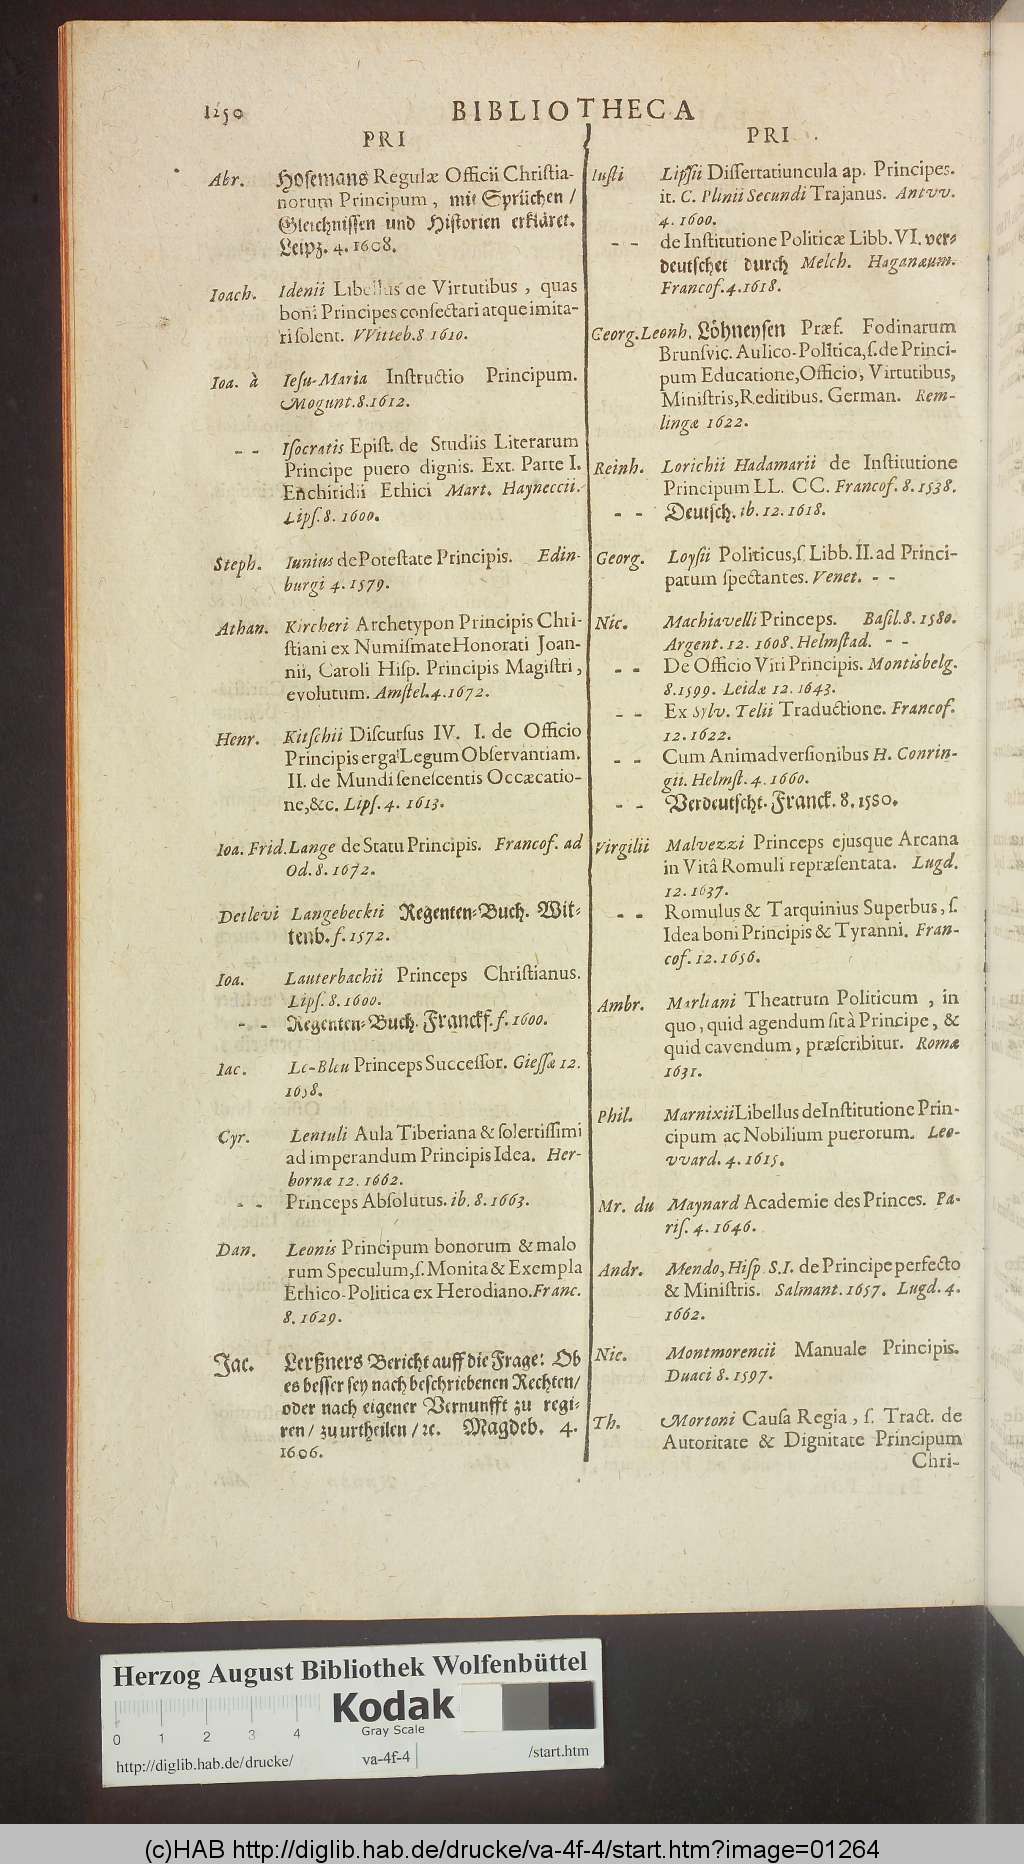 1250
BIBLIOTHECA
PRI
Abr. Hosemans Regulæ Officii Christia-
norum Principum, mit Sprüchen /
Gleichnissen und Historien erkläret.
Leipz. 4. 1608.
Ioach. Idenii Libellus de Virtutibus, quas
boni Principes consectari atque imita-
ri solent. VVitteb. 8 1610.
Ioa. à Iesu-Maria Instructio Principum.
Mogunt. 8. 1612.
- - Isocratis Epist. de Studiis Literarum
Principe puero dignis. Ext. Parte I.
Enchiridii Ethici Mart. Hayneccii.
Lips. 8. 1600.
Steph. Iunius de Potestate Principis. Edin-
burgi 4. 1579.
Athan. Kircheri Archetypon Principis Chri-
stiani ex Numismate Honorati Joan-
nii, Caroli Hisp. Principis Magistri,
evolutum. Amstel. 4. 1672.
Henr. Kitschii Discursus IV. I. de Officio
Principis erga Legum Observantiam.
II. de Mundi senescentis Occæcatio-
ne, &c. Lips. 4. 1613.
Ioa. Frid. Lange de Statu Principis. Francof. ad
Od. 8. 1672.
Detlevi Langebeckii Regenten-Buch. Wit-
tenb. f. 1572.
Ioa. Lauterbachii Princeps Christianus.
Lips. 8. 1600.
- - Regenten-Buch. Franckf. f. 1600.
Iac. Le-Bleu Princeps Successor. Giessæ 12.
1658.
Cyr. Lentuli Aula Tiberiana & solertissimi
ad imperandum Principis Idea. Her-
bornæ 12. 1662.
- - Princeps Absolutus. ib. 8. 1663.
Dan. Leonis Principum bonorum & malo
rum Speculum, s. Monita & Exempla
Ethico-Politica ex Herodiano. Franc.
8. 1629.
Jac. Lerßners Bericht auff die Frage: Ob
es besser sey nach beschriebenen Rechten /
oder nach eigener Vernunfft zu regi-
ren / zu urtheilen / ꝛc. Magdeb. 4.
1606.
PRI
Iusti Lipsii Dissertatiuncula ap. Principes.
it. C. Plinii Secundi Trajanus. Antvv.
4. 1600.
- - de Institutione Politicæ Libb. VI. ver-
deutschet durch Melch. Haganæum.
Francof. 4. 1618.
Georg. Leonh. Löhneysen Præf. Fodinarum
Brunsvic. Aulico-Politica, s. de Princi-
pum Educatione, Officio, Virtutibus,
Ministris, Reditibus. German. Rem-
lingæ 1622.
Reinh. Lorichii Hadamarii de Institutione
Principum LL. CC. Francof. 8. 1538.
- - Deutsch. ib. 12. 1618.
Georg. Loysii Politicus, s. Libb. II. ad Princi-
patum spectantes. Venet. - -
Nic. Machiavelli Princeps. Basil. 8. 1580.
Argent. 12. 1608. Helmstad. - -
- - De Officio Viri Principis. Montisbelg.
8. 1599. Leidæ 12. 1643.
- - Ex Sylv. Telii Traductione. Francof.
12. 1622.
- - Cum Animadversionibus H. Conrin-
gii. Helmst. 4. 1660.
- - Verdeutscht. Franck. 8. 1580.
Virgilii Malvezzi Princeps ejusque Arcana
in Vitâ Romuli repræsentata. Lugd.
12. 1637.
- - Romulus & Tarquinius Superbus, s.
Idea boni Principis & Tyranni. Fran-
cof. 12. 1656.
Ambr. Marliani Theatrum Politicum, in
quo, quid agendum sit à Principe, &
quid cavendum, præscribitur. Romæ
1631.
Phil. Marnixii Libellus de Institutione Prin-
cipum ac Nobilium puerorum. Leo-
vvard. 4. 1615.
Mr. du Maynard Academie des Princes. Pa-
ris. 4. 1646.
Andr. Mendo, Hisp. S.I. de Principe perfecto
& Ministris. Salmant. 1657. Lugd. 4.
1662.
Nic. Montmorencii Manuale Principis.
Duaci 8. 1597.
Th. Mortoni Causa Regia, s. Tract. de
Autoritate & Dignitate Principum
Chri-
Herzog August Bibliothek Wolfenbüttel
Kodak
Gray Scale
0 1 2 3 4
http://diglib.hab.de/drucke/ va-4f-4 /start.htm
(c)HAB http://diglib.hab.de/drucke/va-4f-4/start.htm?image=01264